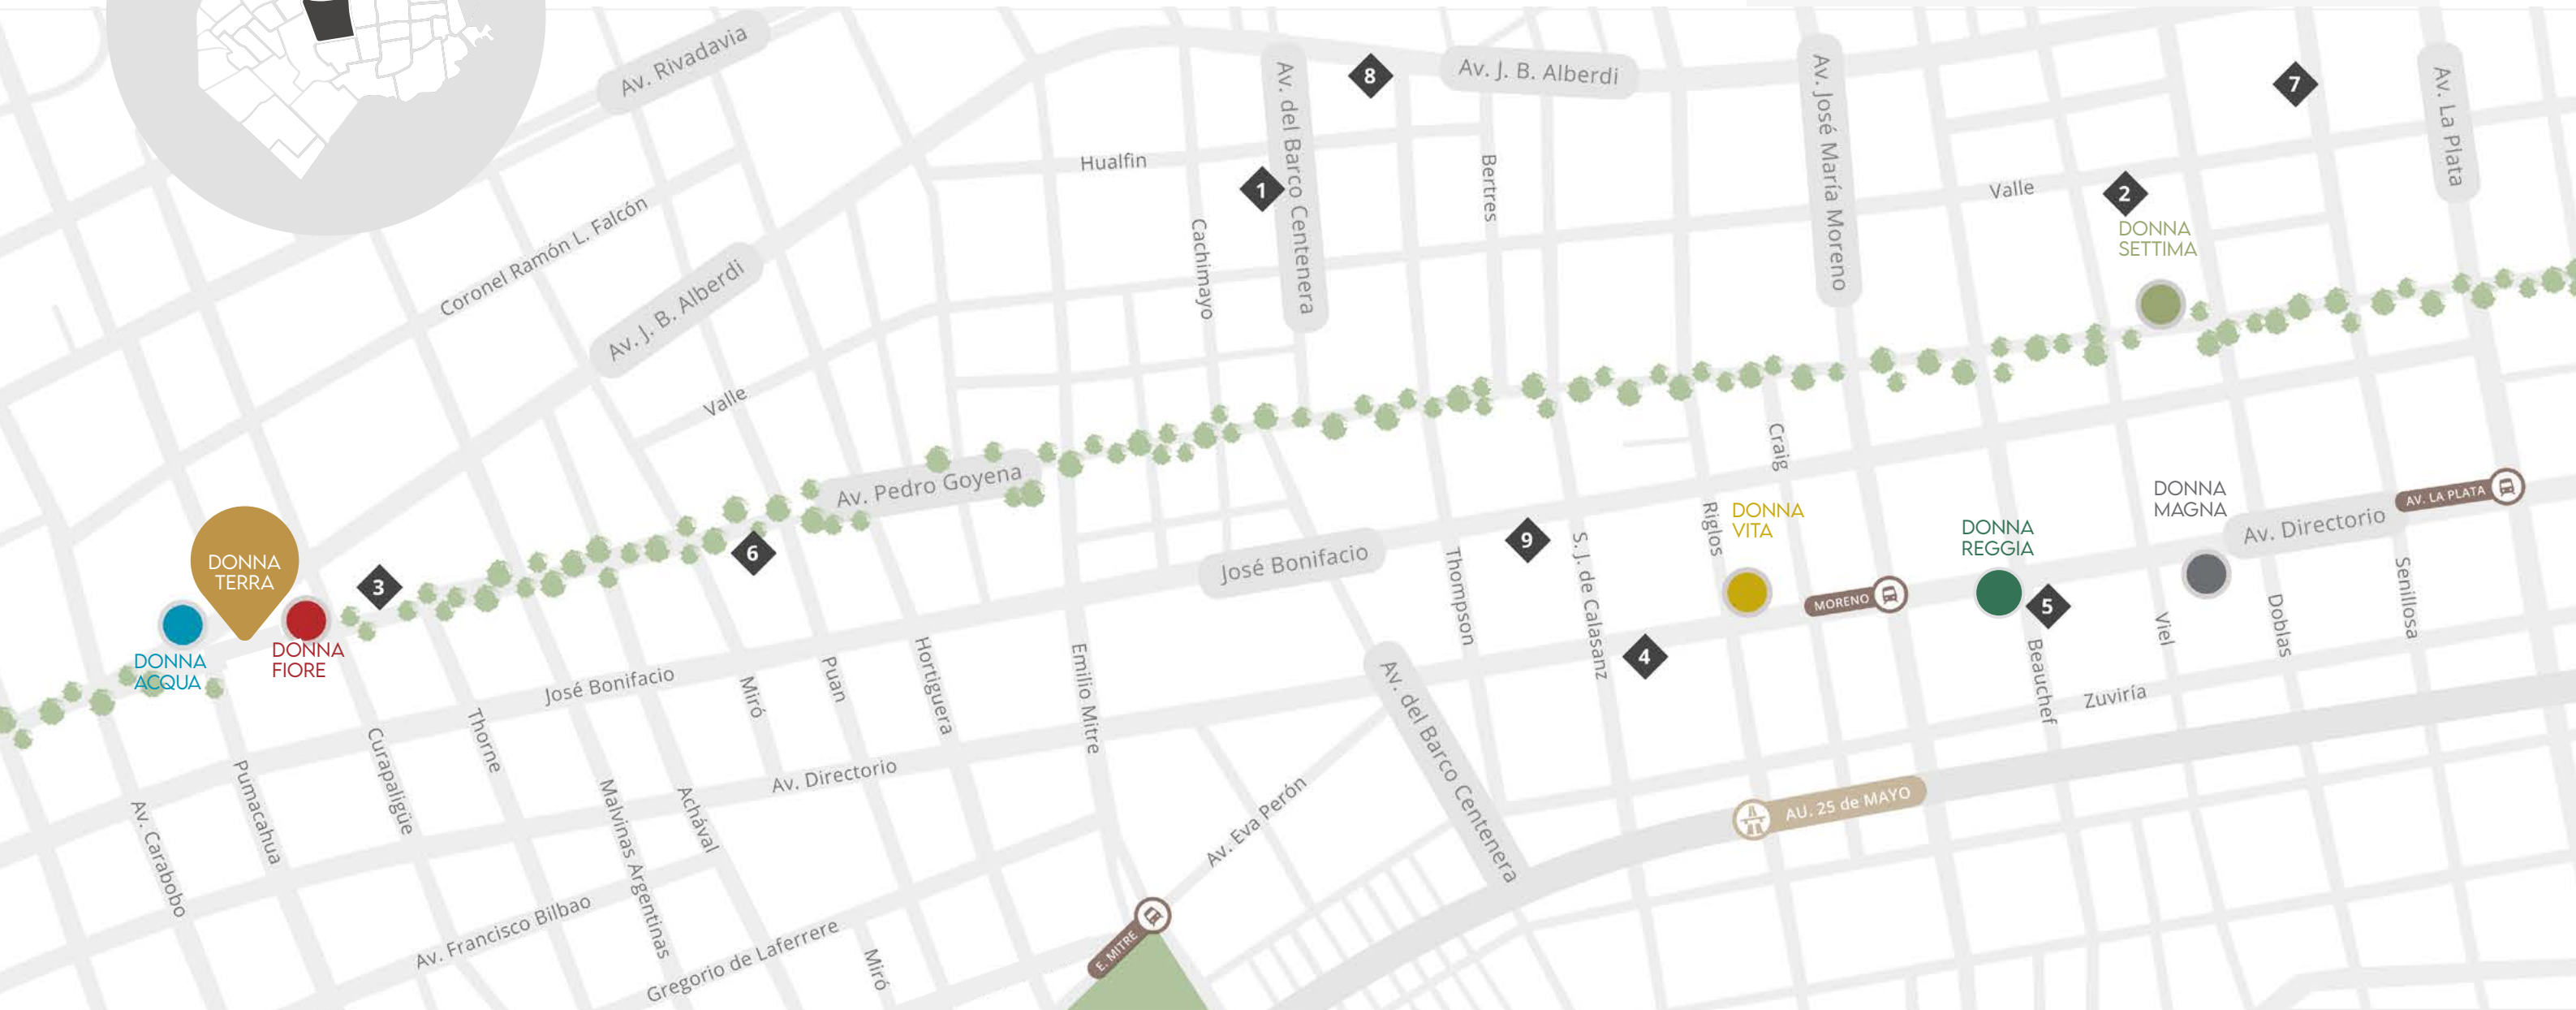 Av. Rivadavia
8
Av. J. B. Alberdi
Av. del Barco Centenera
Av. José María Moreno
7
Av. La Plata
Hualfin
1
Bertres
Valle
2
DONNA
SETTIMA
Coronel Ramón L. Falcón
Cachimayo
Av. J. B. Alberdi
Valle
Av. Pedro Goyena
Craig
Riglos
DONNA
VITA
DONNA
MAGNA
AV. LA PLATA
Av. Directorio
DONNA
REGGIA
DONNA
TERRA
3
6
José Bonifacio
9
Thompson
S. J. de Calasanz
MORENO
5
Viel
Doblas
Senillosa
DONNA
ACQUA
DONNA
FIORE
4
Beauchef
Zuviría
José Bonifacio
Miró
Puan
Hortiguera
Emilio Mitre
Av. del Barco Centenera
Thorne
Curapaligüe
Pumacahua
Av. Carabobo
Malvinas Argentinas
Achával
Av. Directorio
Av. Eva Perón
AU. 25 de MAYO
Av. Francisco Bilbao
Gregorio de Laferrere
Miró
E. MITRE